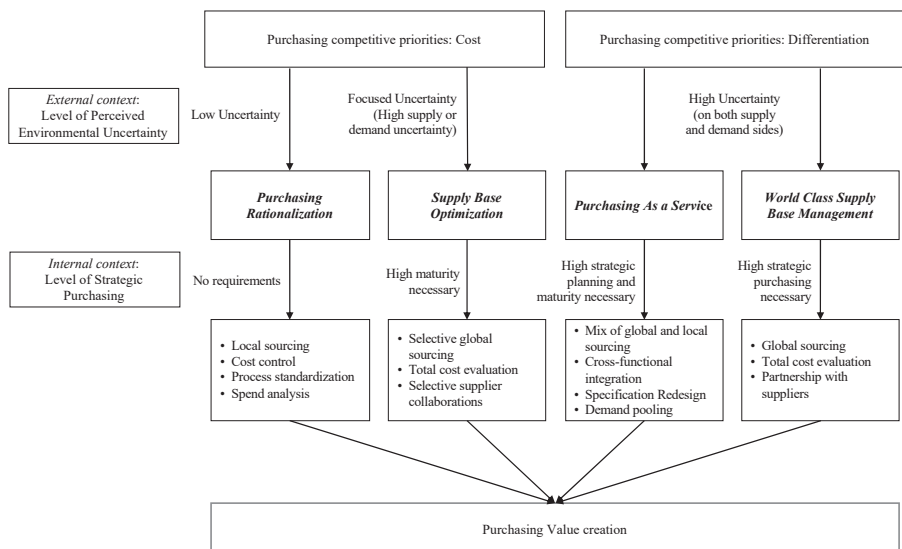 Purchasing competitive priorities: Cost
Purchasing competitive priorities: Differentiation
External context:
Level of Perceived
Environmental Uncertainty
Low Uncertainty
Focused Uncertainty
(High supply or
demand uncertainty)
High Uncertainty
(on both supply
and demand sides)
Purchasing
Rationalization
Supply Base
Optimization
Purchasing As a Service
World Class Supply
Base Management
Internal context:
Level of Strategic
Purchasing
No requirements
High maturity
necessary
High strategic
planning and
maturity necessary
High strategic
purchasing
necessary
• Local sourcing
• Cost control
• Process standardization
• Spend analysis
• Selective global
sourcing
• Total cost evaluation
• Selective supplier
collaborations
• Mix of global and local
sourcing
• Cross-functional
integration
• Specification Redesign
• Demand pooling
• Global sourcing
• Total cost evaluation
• Partnership with
suppliers
Purchasing Value creation